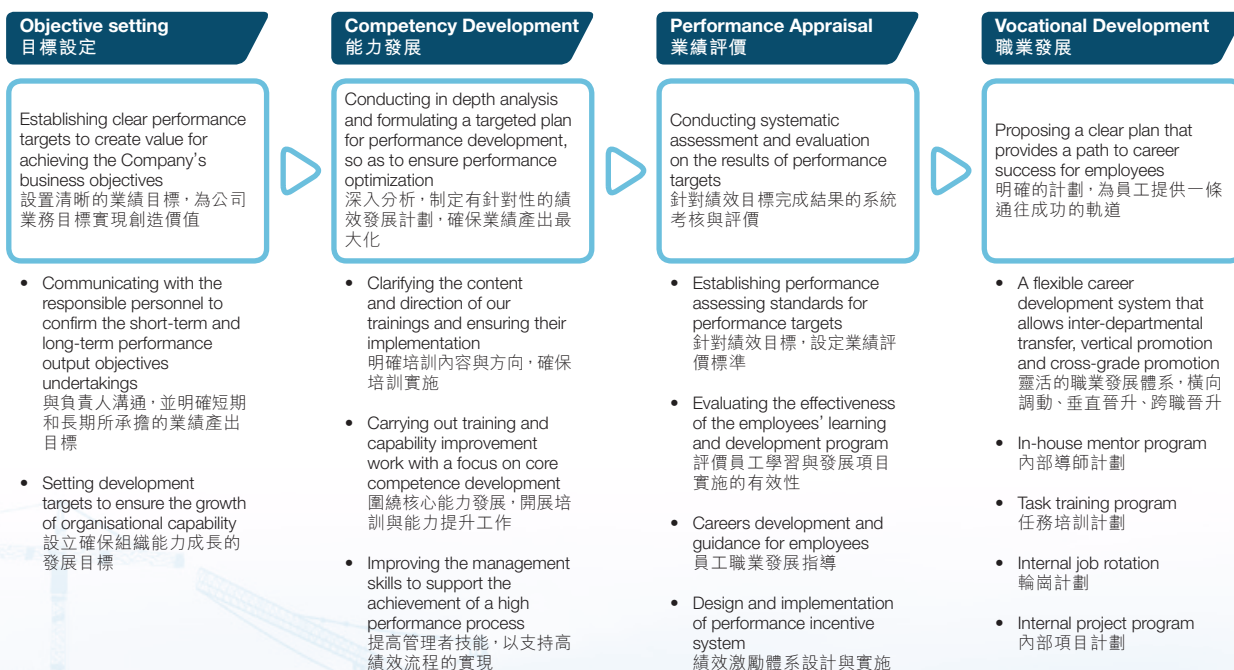 Objective setting
目標設定
Establishing clear performance
targets to create value for
achieving the Company's
business objectives
設置清晰的業績目標，為公司
業務目標實現創造價值
• Communicating with the
responsible personnel to
confirm the short-term and
long-term performance
output objectives
undertakings
與負責人溝通，並明確短期
和長期所承擔的業績產出
目標
• Setting development
targets to ensure the growth
of organisational capability
設立確保組織能力成長的
發展目標
Competency Development
能力發展
Conducting in depth analysis
and formulating a targeted plan
for performance development,
so as to ensure performance
optimization
深入分析，制定有針對性的績
效發展計劃，確保業績產出最
大化
• Clarifying the content
and direction of our
trainings and ensuring their
implementation
明確培訓內容與方向，確保
培訓實施
• Carrying out training and
capability improvement
work with a focus on core
competence development
圍繞核心能力發展，開展培
訓與能力提升工作
• Improving the management
skills to support the
achievement of a high
performance process
提高管理者技能，以支持高
績效流程的實現
Performance Appraisal
業績評價
Conducting systematic
assessment and evaluation
on the results of performance
targets
針對績效目標完成結果的系統
考核與評價
• Establishing performance
assessing standards for
performance targets
針對績效目標，設定業績評
價標準
• Evaluating the effectiveness
of the employees' learning
and development program
評價員工學習與發展項目
實施的有效性
• Careers development and
guidance for employees
員工職業發展指導
• Design and implementation
of performance incentive
system
績效激勵體系設計與實施
Vocational Development
職業發展
Proposing a clear plan that
provides a path to career
success for employees
明確的計劃，為員工提供一條
通往成功的軌道
• A flexible career
development system that
allows inter-departmental
transfer, vertical promotion
and cross-grade promotion
靈活的職業發展體系，橫向
調動、垂直晉升、跨職晉升
• In-house mentor program
內部導師計劃
• Task training program
任務培訓計劃
• Internal job rotation
輪崗計劃
• Internal project program
內部項目計劃